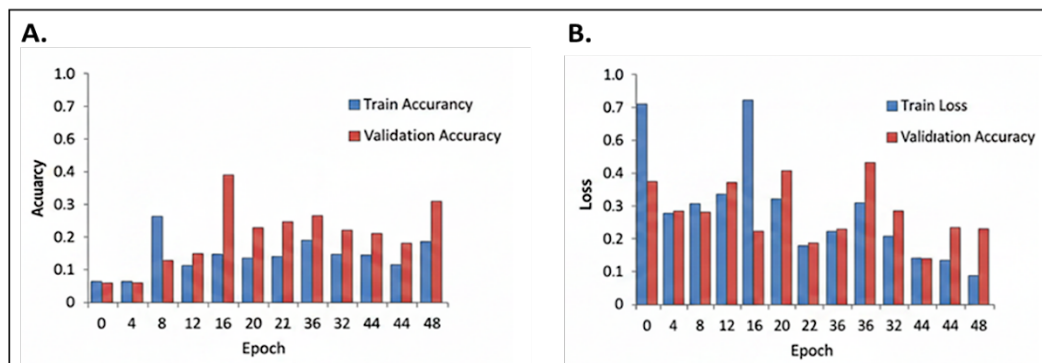 A.
Acuarcy
1.0
0.7
0.6
0.4
0.3
0.2
0.1
0
Train Accurancy
Validation Accuracy
0 4 8 12 16 20 22 36 32 44 44 48
Epoch
B.
Loss
1.0
0.7
0.6
0.4
0.3
0.2
0.1
0
Train Loss
Validation Accuracy
0 4 8 12 16 20 22 36 36 32 44 44 48
Epoch